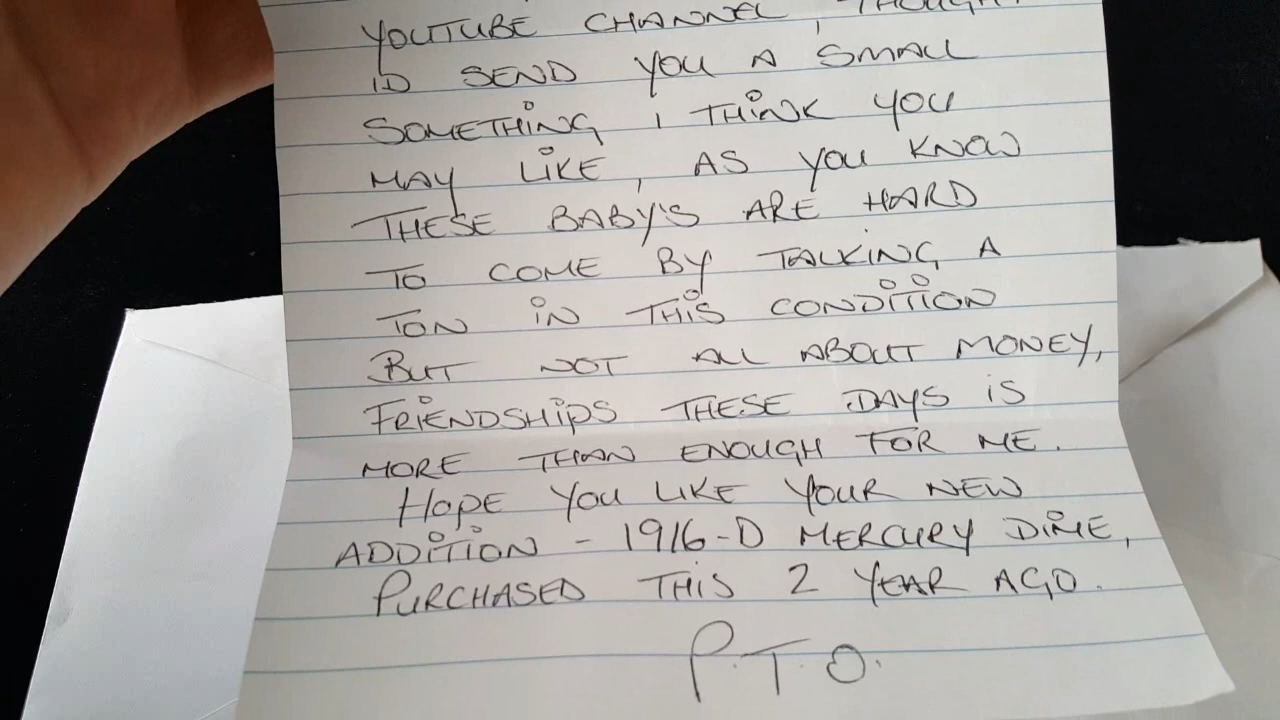 YOUTUBE CHANNEL, THOUGHT
ID SEND YOU A SMALL
SOMETHING I THINK YOU
MAY LIKE, AS YOU KNOW
THESE BABY'S ARE HARD
TO COME BY TALKING A
TON IN THIS CONDITION
BUT NOT ALL ABOUT MONEY,
FRIENDSHIPS THESE DAYS IS
MORE THAN ENOUGH FOR ME.
HOPE YOU LIKE YOUR NEW
ADDITION - 1916-D MERCURY DIME,
PURCHASED THIS 2 YEAR AGO.
P.T.O.